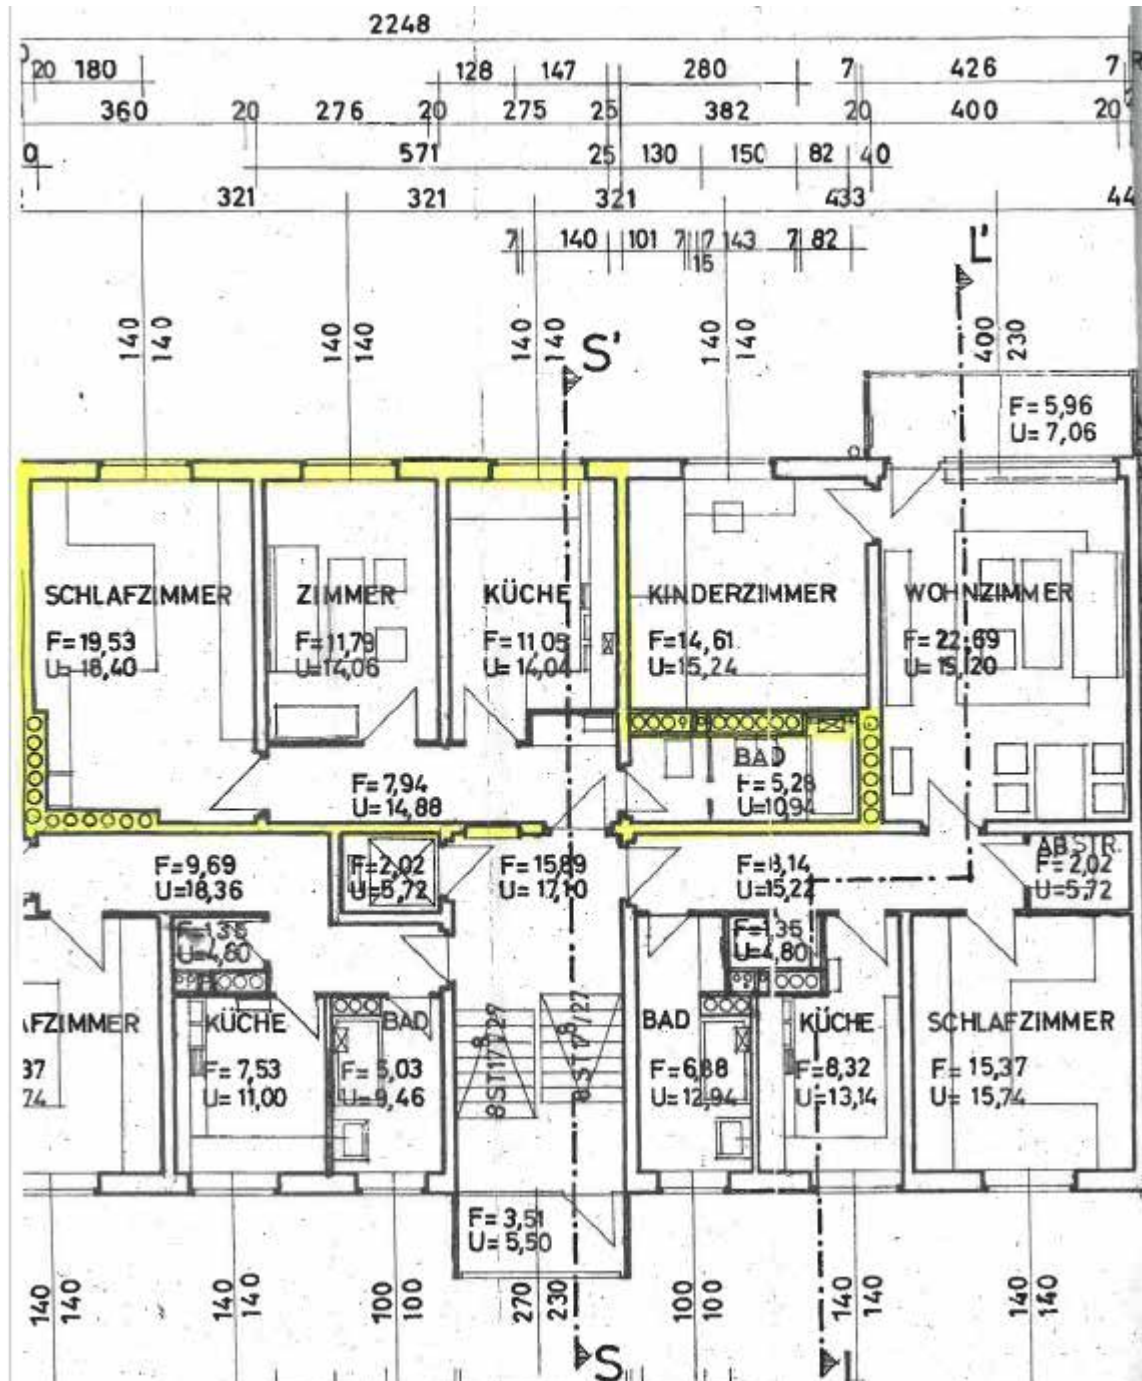 2248
20 180 128 147 280 7 426 7
360 20 276 20 275 25 382 20 400 20
0 571 25 130 150 82 40
321 321 321 433 44
7 140 101 7 7 143 7 82
15
L'
140 140
140 140
140 140
140 140
400 230
S'
F=5,96
U=7,06
SCHLAFZIMMER ZIMMER KÜCHE KINDERZIMMER WOHNZIMMER
F=19,53 F=11,79 F=11,05 F=14,61 F=22,69
U=18,40 U=14,06 U=14,04 U=15,24 U=15,20
BAD
F=7,94 F=5,28
U=14,88 U=10,94
ABSTR.
F=9,69 F=2,02 F=15,89 F=8,14 F=2,02
U=18,36 U=5,72 U=17,10 U=15,22 U=5,72
F=1,35 F=1,35
U=4,80 U=4,80
AFZIMMER KÜCHE BAD 8ST17/27 8ST17/27 BAD KÜCHE SCHLAFZIMMER
37 F=7,53 F=5,03 F=6,88 F=8,32 F=15,37
74 U=11,00 U=9,46 U=12,94 U=13,14 U=15,74
F=3,51
U=5,50
140 140
140 140
100 100
270 230
100 100
140 140
140 140
S